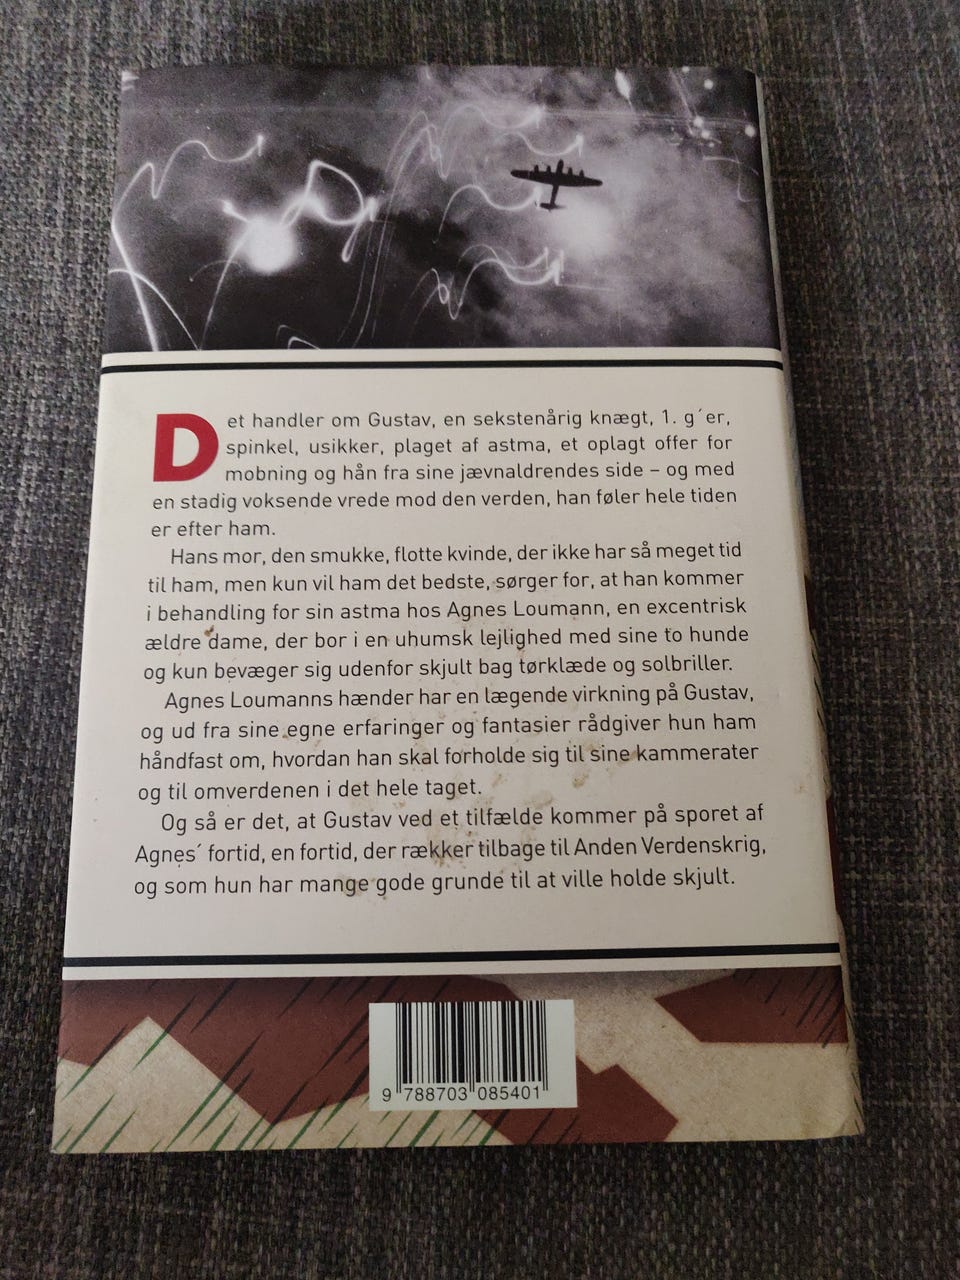 Det handler om Gustav, en sekstenårig knægt, 1. g´er,
spinkel, usikker, plaget af astma, et oplagt offer for
mobning og hån fra sine jævnaldrendes side – og med
en stadig voksende vrede mod den verden, han føler hele tiden
er efter ham.
Hans mor, den smukke, flotte kvinde, der ikke har så meget tid
til ham, men kun vil ham det bedste, sørger for, at han kommer
i behandling for sin astma hos Agnes Loumann, en excentrisk
ældre dame, der bor i en uhumsk lejlighed med sine to hunde
og kun bevæger sig udenfor skjult bag tørklæde og solbriller.
Agnes Loumanns hænder har en lægende virkning på Gustav,
og ud fra sine egne erfaringer og fantasier rådgiver hun ham
håndfast om, hvordan han skal forholde sig til sine kammerater
og til omverdenen i det hele taget.
Og så er det, at Gustav ved et tilfælde kommer på sporet af
Agnes´ fortid, en fortid, der rækker tilbage til Anden Verdenskrig,
og som hun har mange gode grunde til at ville holde skjult.
9 788703 085401